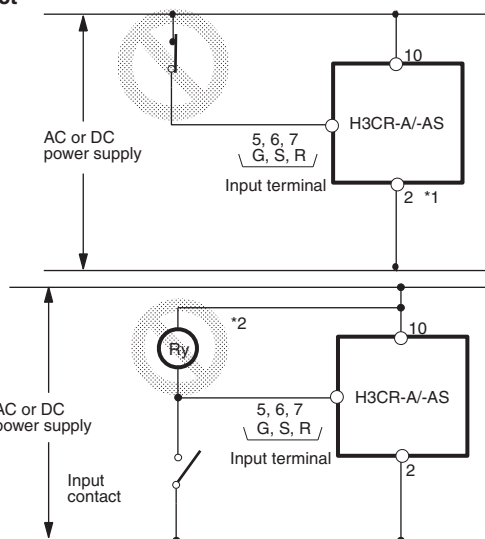 10
H3CR-A/-AS
AC or DC
power supply
5, 6, 7
G, S, R
Input terminal
2 *1
*2
10
Ry
H3CR-A/-AS
AC or DC
power supply
5, 6, 7
G, S, R
Input terminal
2
Input
contact